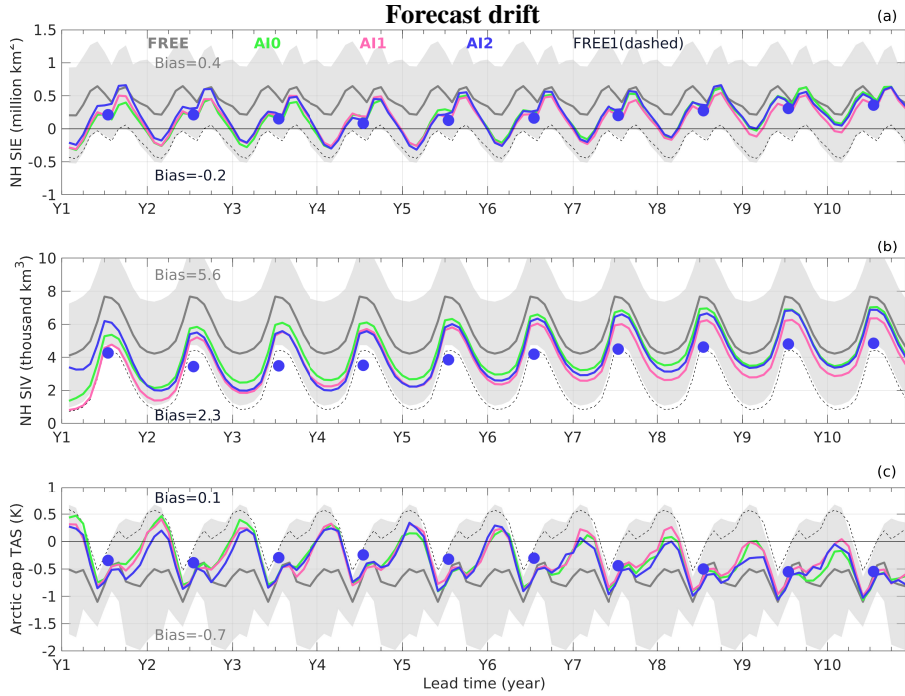 Forecast drift
(a)
FREE AI0 AI1 AI2 FREE1(dashed)
Bias=0.4
Bias=-0.2
NH SIE (million km²)
1.5
1
0.5
0
-0.5
-1
Y1 Y2 Y3 Y4 Y5 Y6 Y7 Y8 Y9 Y10
(b)
Bias=5.6
Bias=2.3
NH SIV (thousand km³)
10
8
6
4
2
0
Y1 Y2 Y3 Y4 Y5 Y6 Y7 Y8 Y9 Y10
(c)
Bias=0.1
Bias=-0.7
Arctic cap TAS (K)
1
0.5
0
-0.5
-1
-1.5
-2
Y1 Y2 Y3 Y4 Y5 Y6 Y7 Y8 Y9 Y10
Lead time (year)